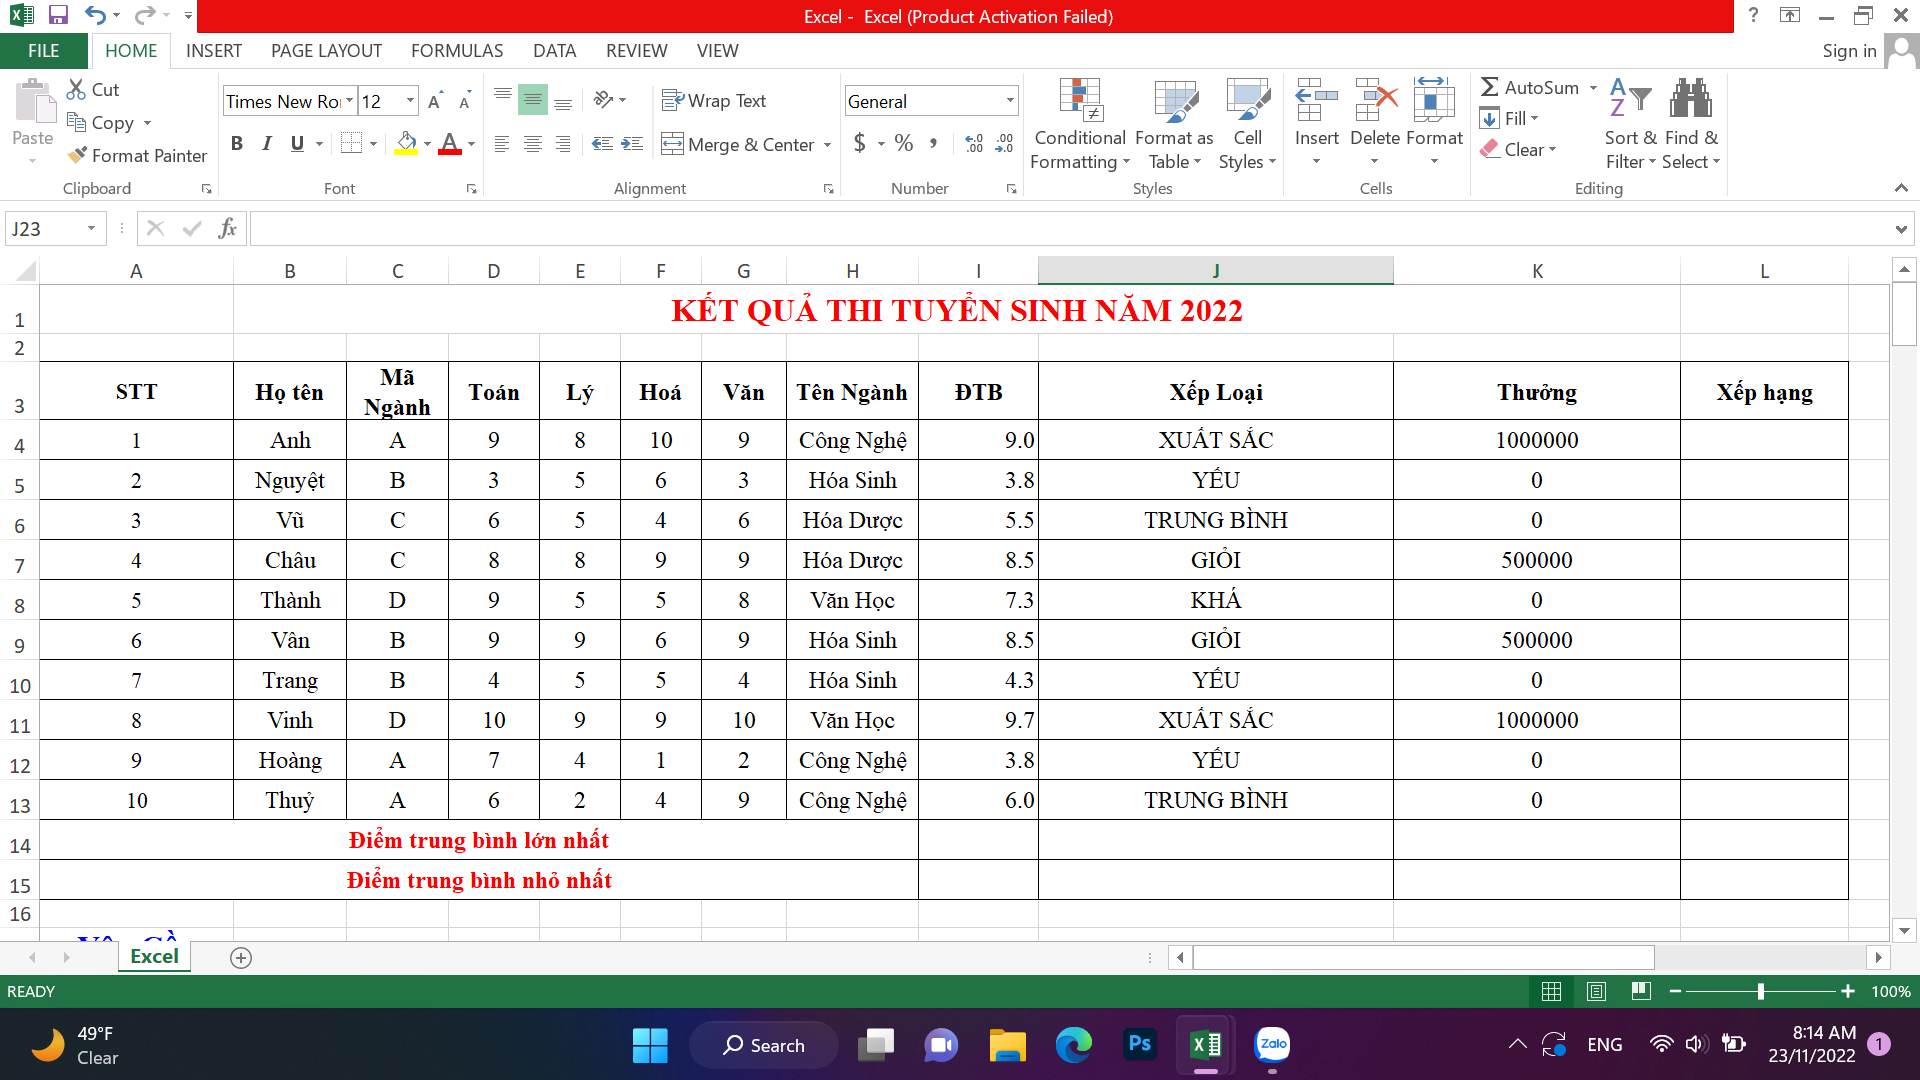 Excel - Excel (Product Activation Failed)
?
FILE HOME INSERT PAGE LAYOUT FORMULAS DATA REVIEW VIEW Sign in
Paste
Cut
Copy
Format Painter
Clipboard
Times New Ro 12
B I U
Font
Wrap Text
Merge & Center
Alignment
General
$ % ,
Number
Conditional Formatting
Format as Table
Cell Styles
Styles
Insert
Delete
Format
Cells
AutoSum
Fill
Clear
Sort & Filter
Find & Select
Editing
J23 fx
A B C D E F G H I J K L
1 KẾT QUẢ THI TUYỂN SINH NĂM 2022
2
3 STT Họ tên Mã Ngành Toán Lý Hoá Văn Tên Ngành ĐTB Xếp Loại Thưởng Xếp hạng
4 1 Anh A 9 8 10 9 Công Nghệ 9.0 XUẤT SẮC 1000000
5 2 Nguyệt B 3 5 6 3 Hóa Sinh 3.8 YẾU 0
6 3 Vũ C 6 5 4 6 Hóa Dược 5.5 TRUNG BÌNH 0
7 4 Châu C 8 8 9 9 Hóa Dược 8.5 GIỎI 500000
8 5 Thành D 9 5 5 8 Văn Học 7.3 KHÁ 0
9 6 Vân B 9 9 6 9 Hóa Sinh 8.5 GIỎI 500000
10 7 Trang B 4 5 5 4 Hóa Sinh 4.3 YẾU 0
11 8 Vinh D 10 9 9 10 Văn Học 9.7 XUẤT SẮC 1000000
12 9 Hoàng A 7 4 1 2 Công Nghệ 3.8 YẾU 0
13 10 Thuỷ A 6 2 4 9 Công Nghệ 6.0 TRUNG BÌNH 0
14 Điểm trung bình lớn nhất
15 Điểm trung bình nhỏ nhất
16
Excel
READY 100%
49°F
Clear
Search
Ps
Zalo
ENG
8:14 AM
23/11/2022
1